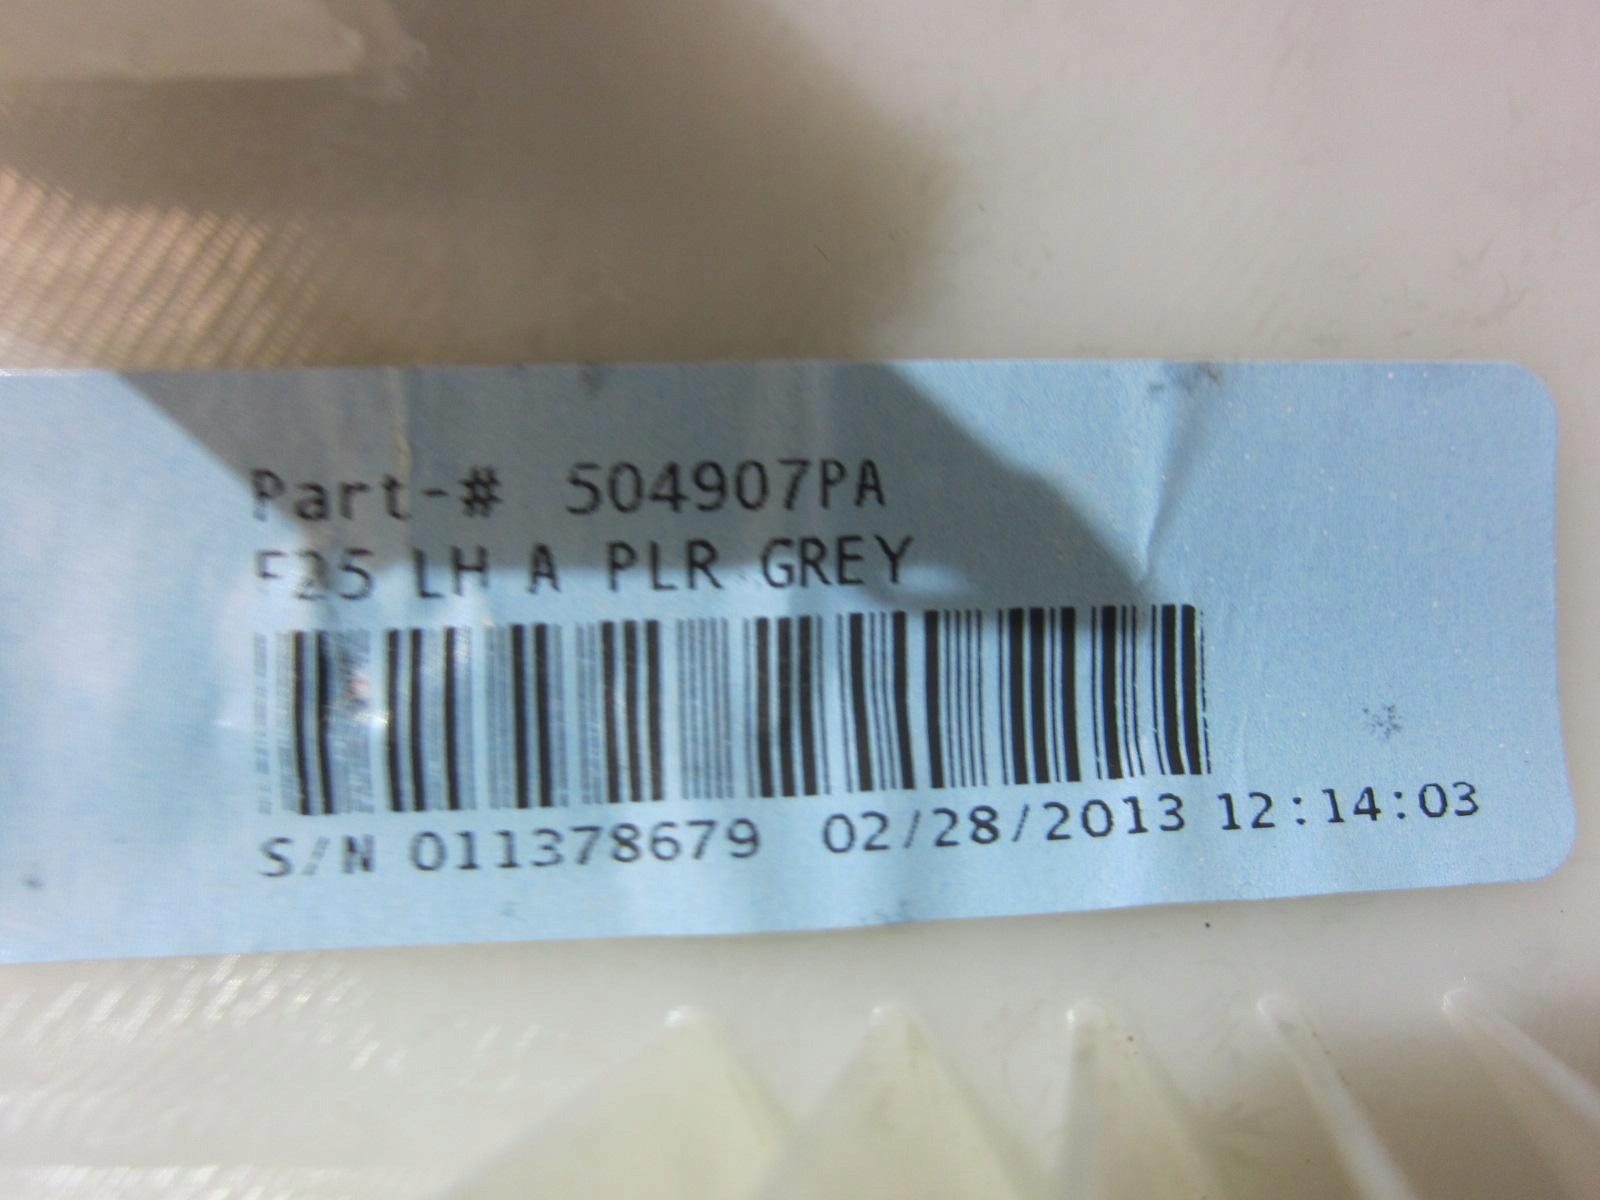 Part-# 504907PA
F25 LH A PLR GREY
S/N 011378679 02/28/2013 12:14:03